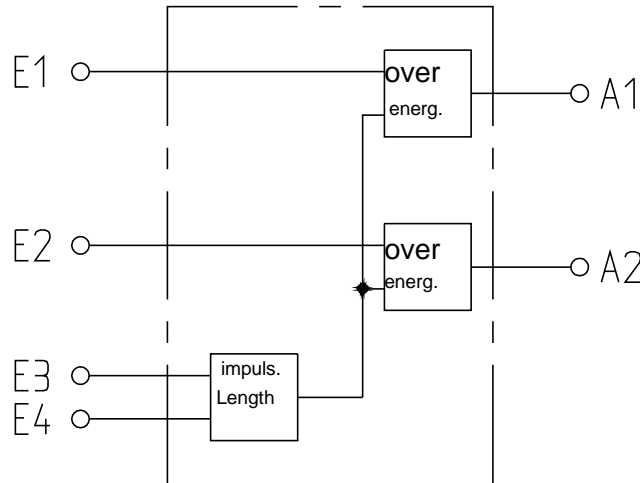 E1
over
energ.
A1
E2
over
energ.
A2
E3
impuls.
Length
E4